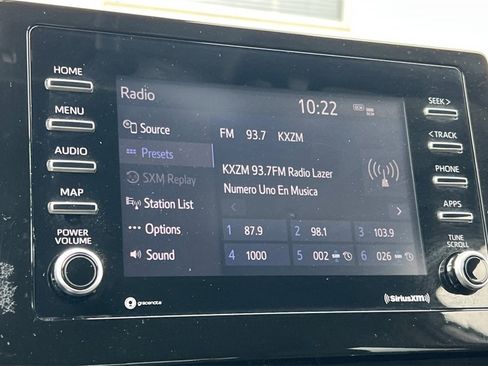 HOME
MENU
AUDIO
MAP
POWER
VOLUME
Radio
10:22
Source
FM 93.7 KXZM
Presets
SXM Replay
KXZM 93.7FM Radio Lazer
Numero Uno En Musica
Station List
Options
Sound
1 87.9 2 98.1 3 103.9
4 1000 5 002 6 026
SEEK >
< TRACK
PHONE
APPS
TUNE
SCROLL
gracenote
((SiriusXM))